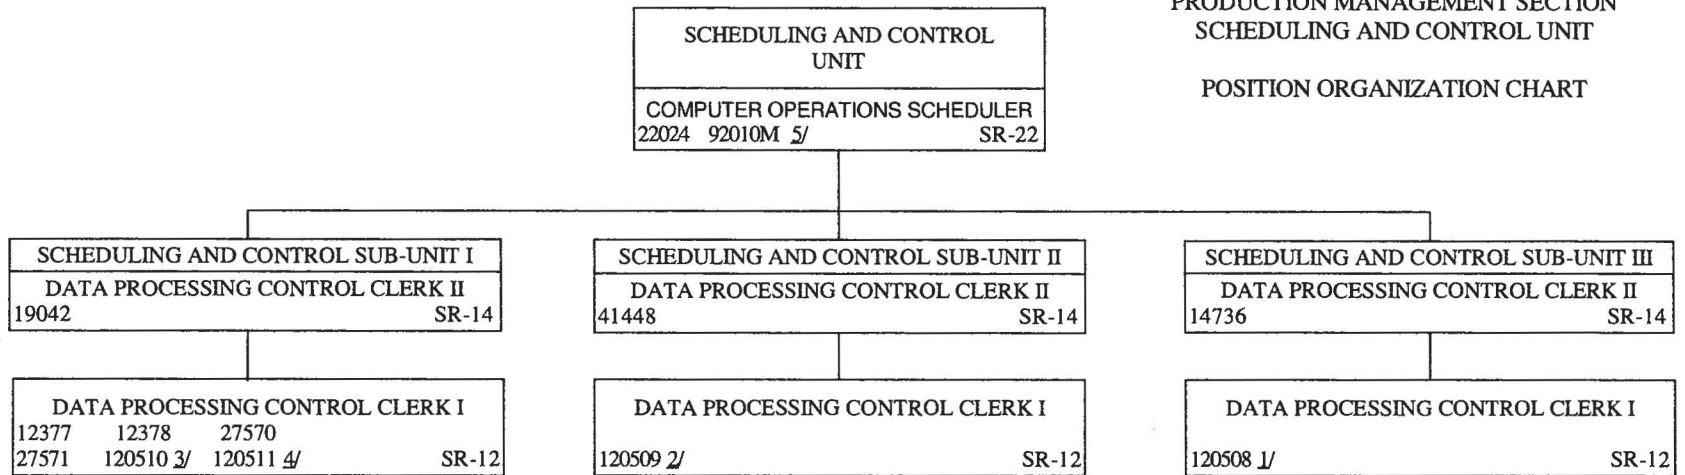 PRODUCTION MANAGEMENT SECTION
SCHEDULING AND CONTROL UNIT
POSITION ORGANIZATION CHART
SCHEDULING AND CONTROL
UNIT
COMPUTER OPERATIONS SCHEDULER
22024 92010M 5/ SR-22
SCHEDULING AND CONTROL SUB-UNIT I
DATA PROCESSING CONTROL CLERK II
19042 SR-14
SCHEDULING AND CONTROL SUB-UNIT II
DATA PROCESSING CONTROL CLERK II
41448 SR-14
SCHEDULING AND CONTROL SUB-UNIT III
DATA PROCESSING CONTROL CLERK II
14736 SR-14
DATA PROCESSING CONTROL CLERK I
12377 12378 27570
27571 120510 3/ 120511 4/ SR-12
DATA PROCESSING CONTROL CLERK I
120509 2/ SR-12
DATA PROCESSING CONTROL CLERK I
120508 1/ SR-12